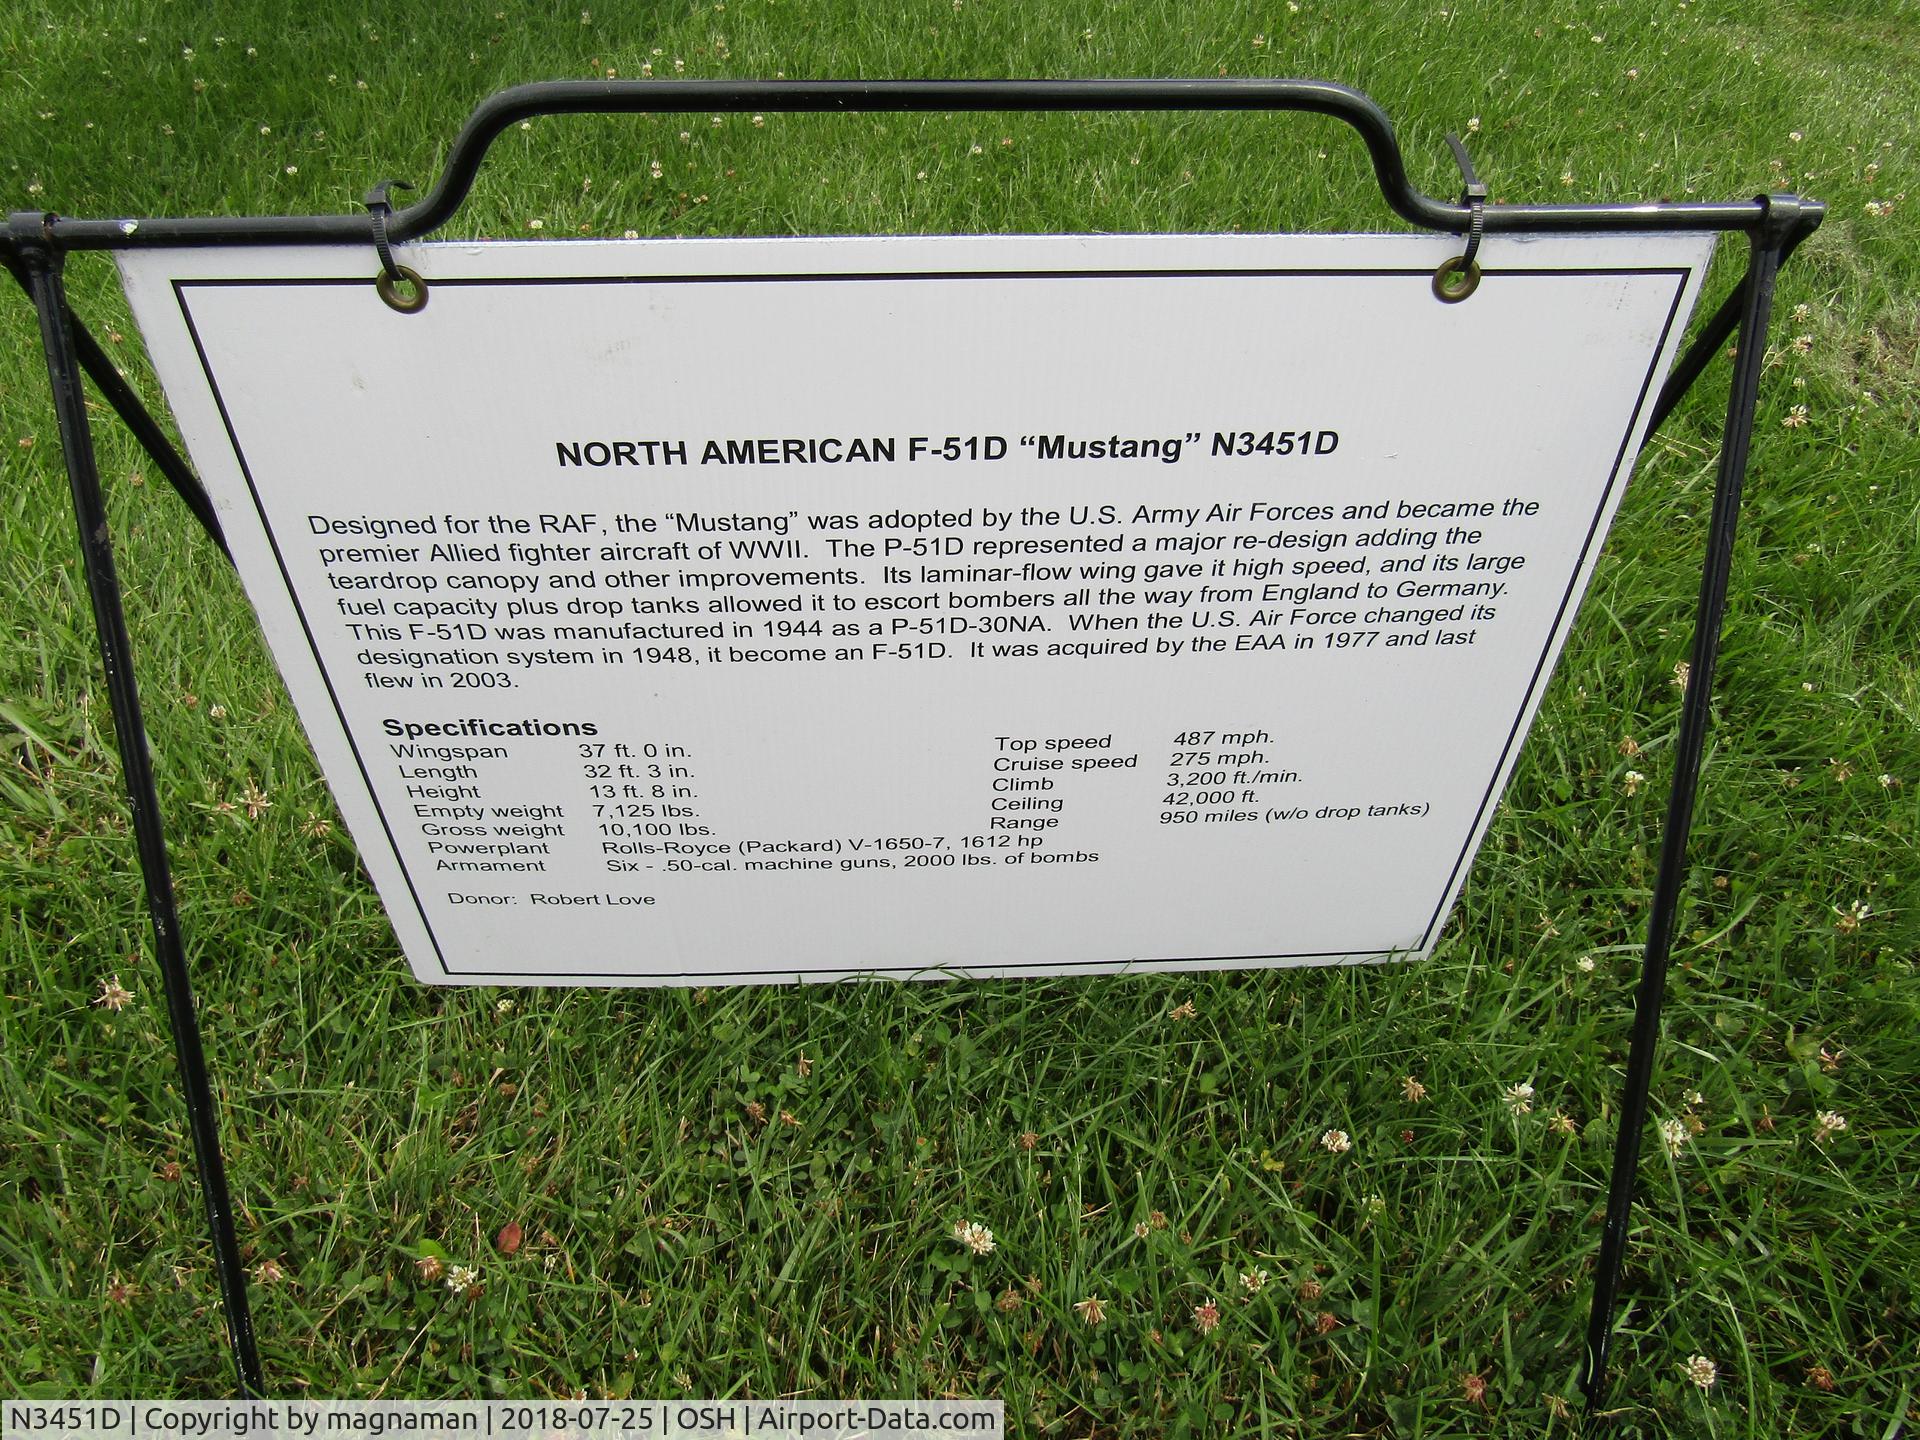 NORTH AMERICAN F-51D “Mustang” N3451D
Designed for the RAF, the “Mustang” was adopted by the U.S. Army Air Forces and became the
premier Allied fighter aircraft of WWII. The P-51D represented a major re-design adding the
teardrop canopy and other improvements. Its laminar-flow wing gave it high speed, and its large
fuel capacity plus drop tanks allowed it to escort bombers all the way from England to Germany.
This F-51D was manufactured in 1944 as a P-51D-30NA. When the U.S. Air Force changed its
designation system in 1948, it become an F-51D. It was acquired by the EAA in 1977 and last
flew in 2003.
Specifications
Wingspan 37 ft. 0 in.
Length 32 ft. 3 in.
Height 13 ft. 8 in.
Empty weight 7,125 lbs.
Gross weight 10,100 lbs.
Powerplant Rolls-Royce (Packard) V-1650-7, 1612 hp
Armament Six - .50-cal. machine guns, 2000 lbs. of bombs
Top speed 487 mph.
Cruise speed 275 mph.
Climb 3,200 ft./min.
Ceiling 42,000 ft.
Range 950 miles (w/o drop tanks)
Donor: Robert Love
N3451D | Copyright by magnaman | 2018-07-25 | OSH | Airport-Data.com